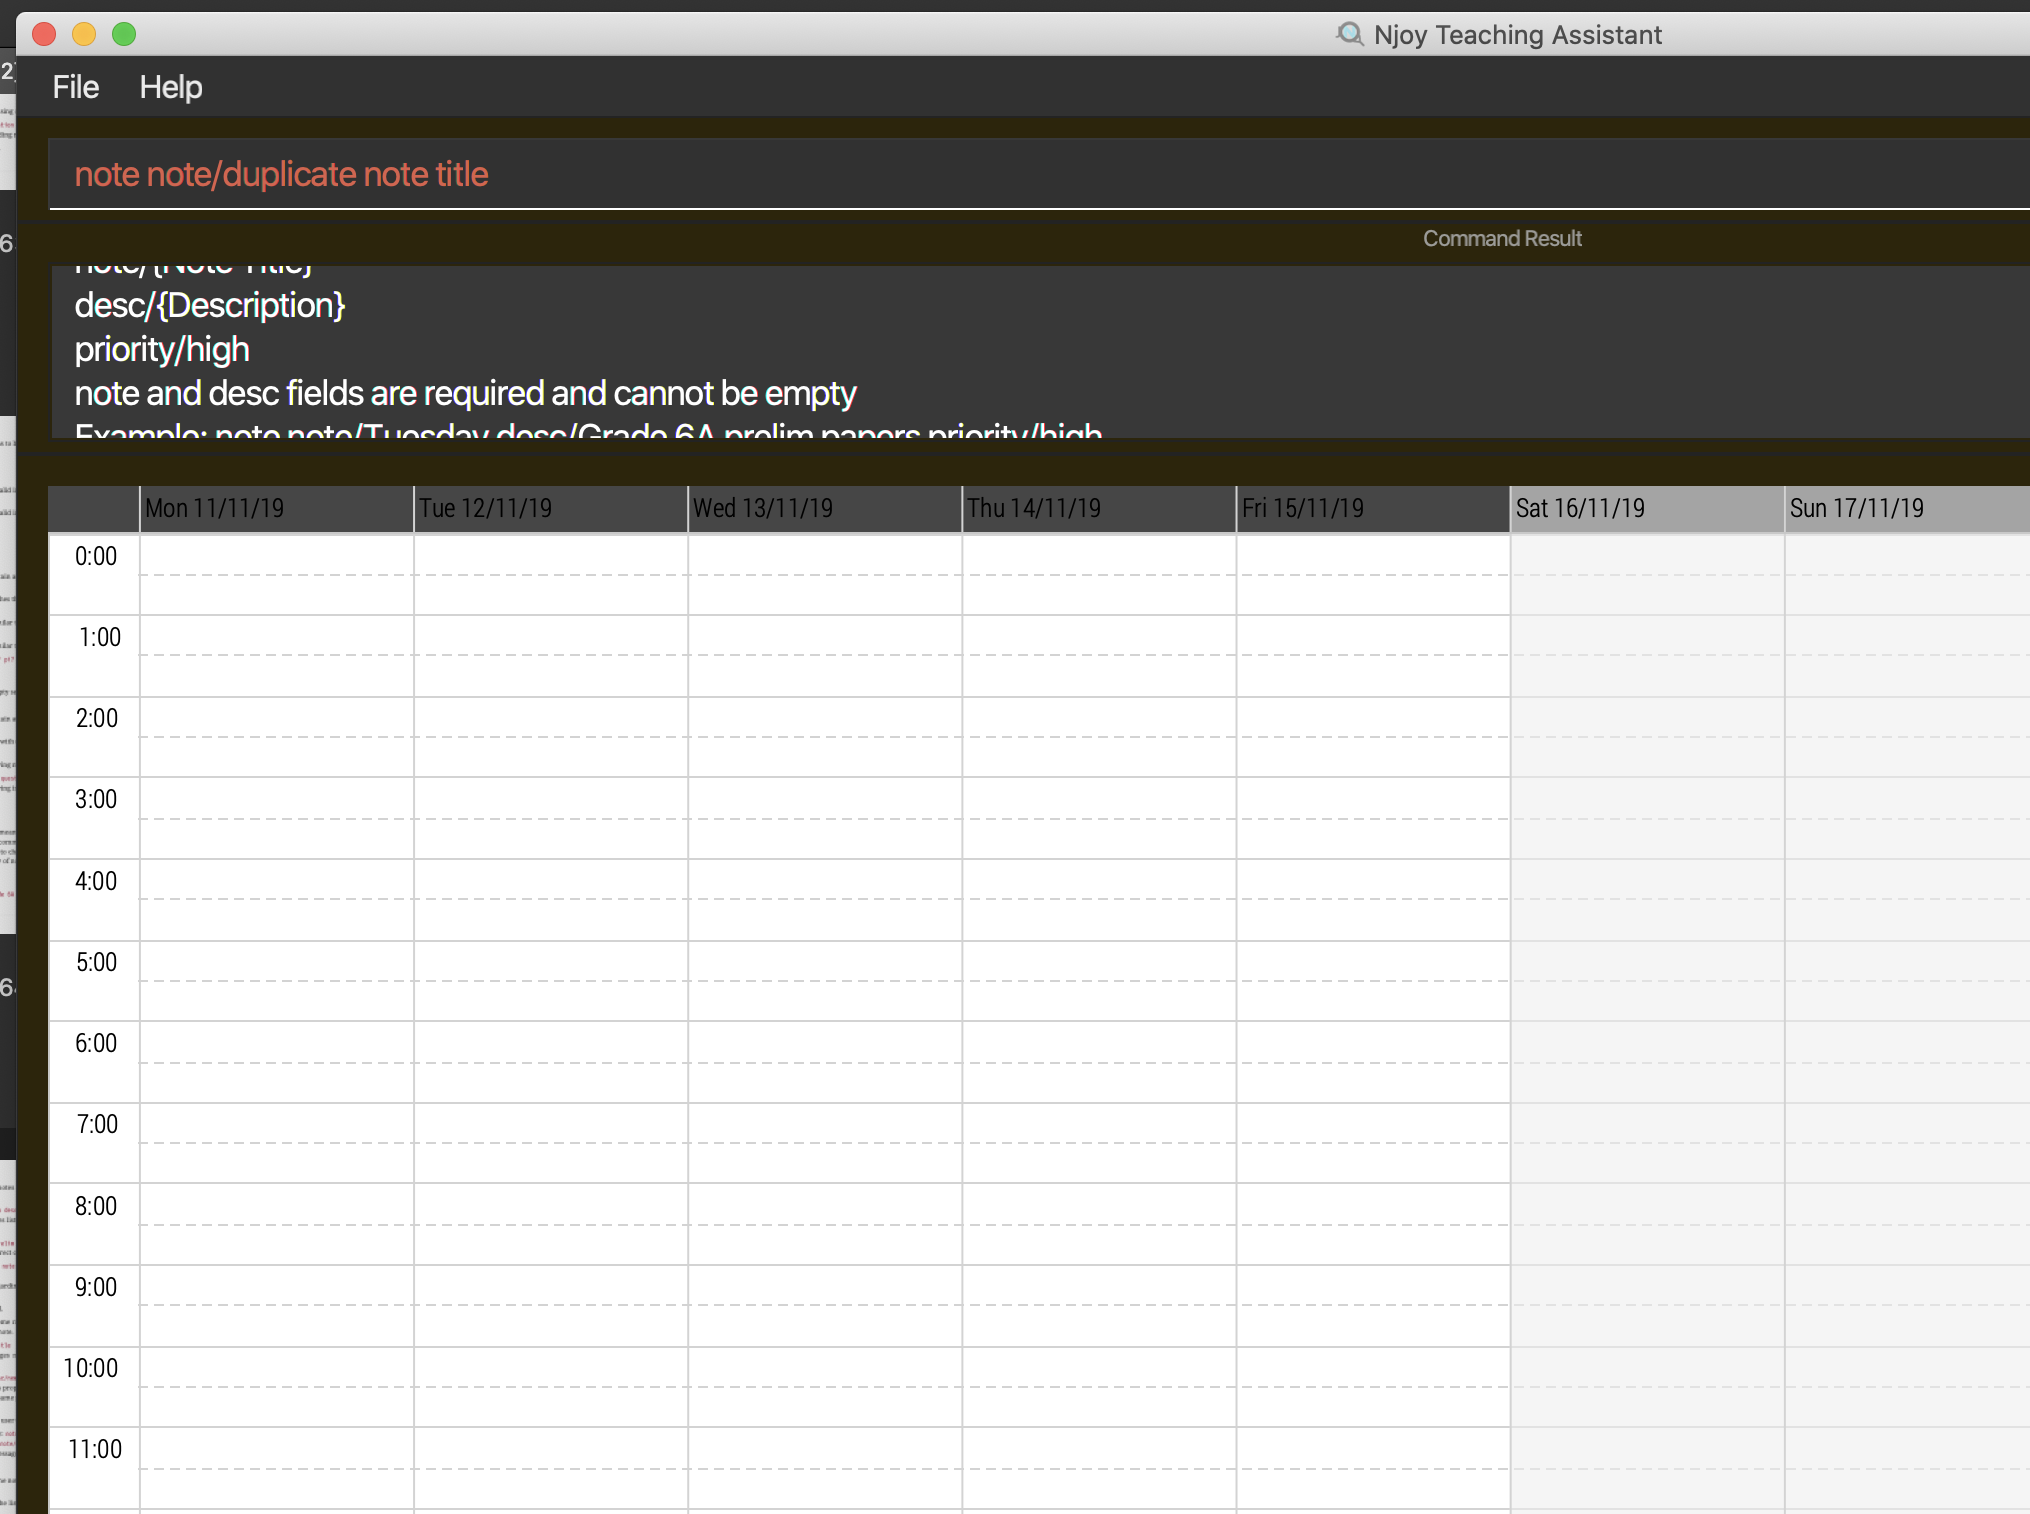 Njoy Teaching Assistant
File Help
note note/duplicate note title
Command Result
note/{Note Title}
desc/{Description}
priority/high
note and desc fields are required and cannot be empty
Example: note note/Tuesday desc/Grade 6A prelim papers priority/high
Mon 11/11/19 Tue 12/11/19 Wed 13/11/19 Thu 14/11/19 Fri 15/11/19 Sat 16/11/19 Sun 17/11/19
0:00
1:00
2:00
3:00
4:00
5:00
6:00
7:00
8:00
9:00
10:00
11:00